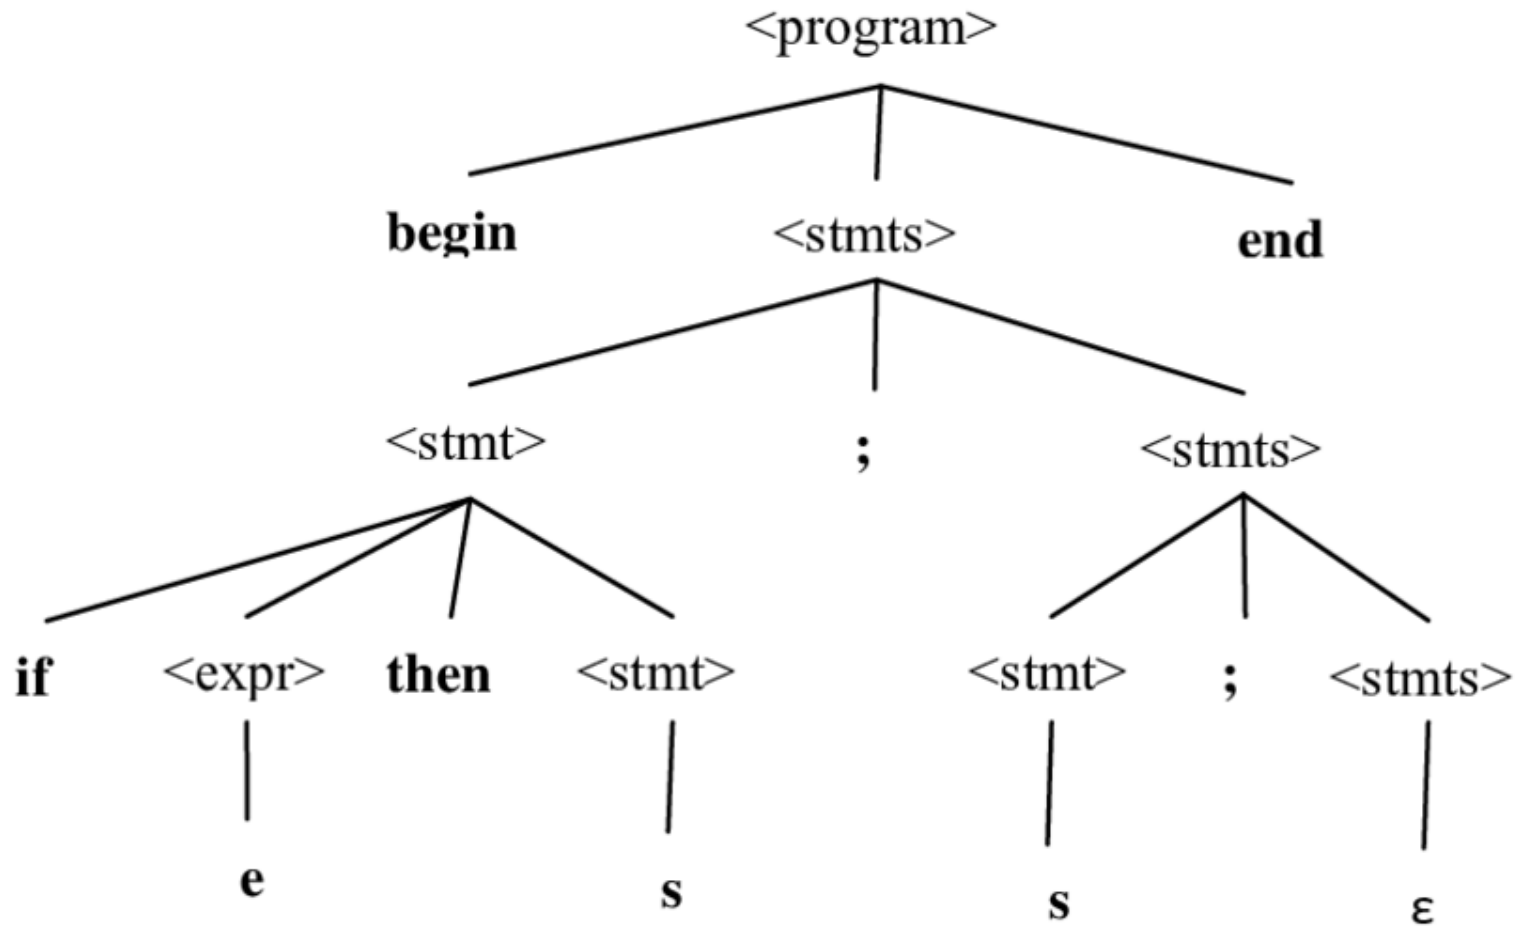 <program>
begin <stmts> end
<stmt> ; <stmts>
if <expr> then <stmt> <stmt> ; <stmts>
e s s ε